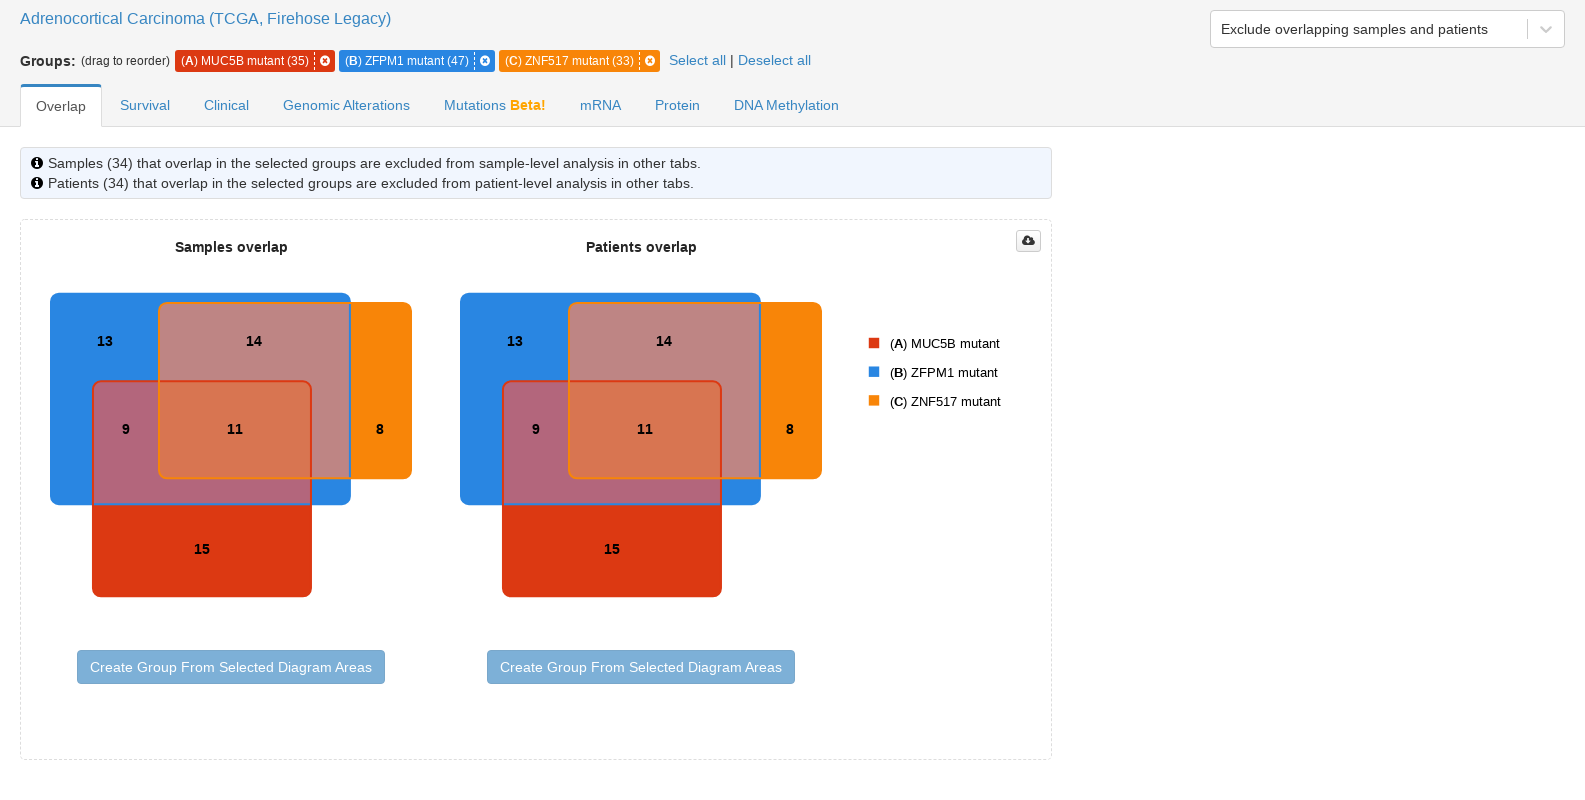 Adrenocortical Carcinoma (TCGA, Firehose Legacy)
Exclude overlapping samples and patients
Groups: (drag to reorder) (A) MUC5B mutant (35) (B) ZFPM1 mutant (47) (C) ZNF517 mutant (33) Select all | Deselect all
Overlap Survival Clinical Genomic Alterations Mutations Beta! mRNA Protein DNA Methylation
Samples (34) that overlap in the selected groups are excluded from sample-level analysis in other tabs.
Patients (34) that overlap in the selected groups are excluded from patient-level analysis in other tabs.
Samples overlap
13
14
9
11
8
15
Create Group From Selected Diagram Areas
Patients overlap
13
14
9
11
8
15
Create Group From Selected Diagram Areas
(A) MUC5B mutant
(B) ZFPM1 mutant
(C) ZNF517 mutant